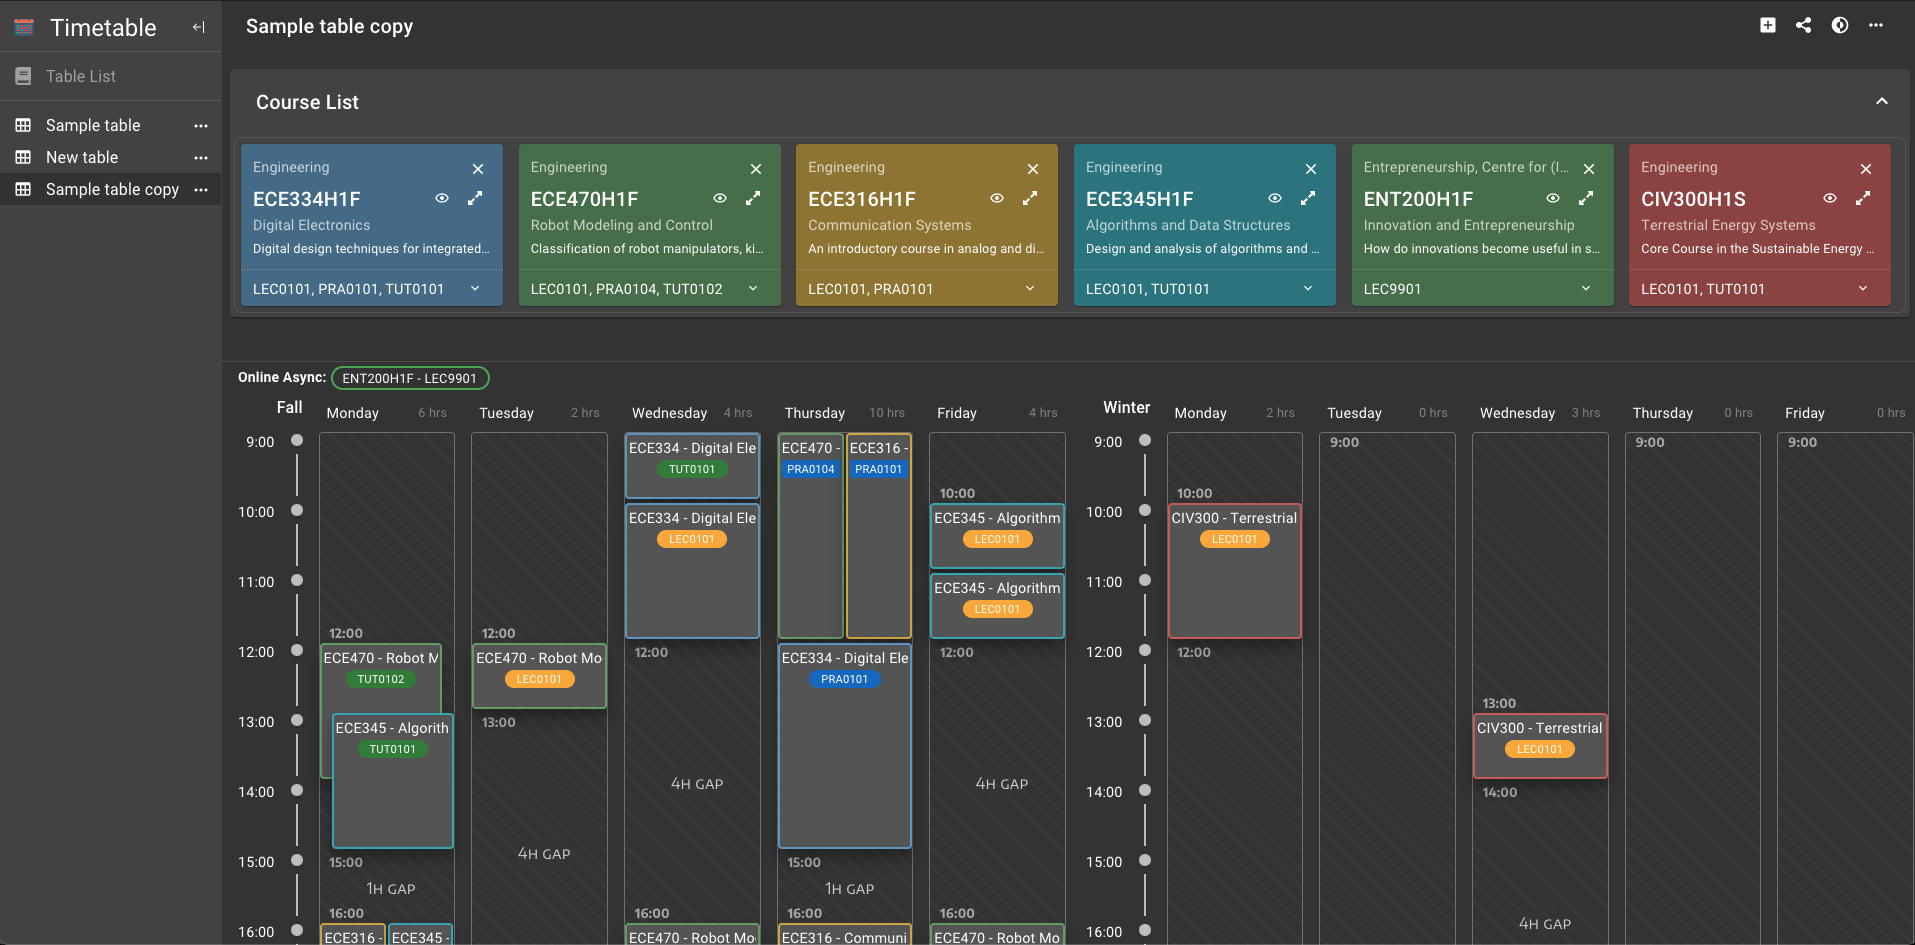 Timetable
Table List
Sample table
New table
Sample table copy
Sample table copy
Course List
Engineering
ECE334H1F
Digital Electronics
Digital design techniques for integrated...
LEC0101, PRA0101, TUT0101
Engineering
ECE470H1F
Robot Modeling and Control
Classification of robot manipulators, ki...
LEC0101, PRA0104, TUT0102
Engineering
ECE316H1F
Communication Systems
An introductory course in analog and di...
LEC0101, PRA0101
Engineering
ECE345H1F
Algorithms and Data Structures
Design and analysis of algorithms and ...
LEC0101, TUT0101
Entrepreneurship, Centre for (I...
ENT200H1F
Innovation and Entrepreneurship
How do innovations become useful in s...
LEC9901
Engineering
CIV300H1S
Terrestrial Energy Systems
Core Course in the Sustainable Energy ...
LEC0101, TUT0101
Online Async: ENT200H1F - LEC9901
Fall
9:00
10:00
11:00
12:00
13:00
14:00
15:00
16:00
Monday 6 hrs
12:00
ECE470 - Robot M
TUT0102
ECE345 - Algorith
TUT0101
15:00
1H GAP
16:00
ECE316 -
ECE345 -
Tuesday 2 hrs
12:00
ECE470 - Robot Mo
LEC0101
13:00
4H GAP
Wednesday 4 hrs
ECE334 - Digital Ele
TUT0101
ECE334 - Digital Ele
LEC0101
12:00
4H GAP
16:00
ECE470 - Robot Mo
Thursday 10 hrs
ECE470 -
PRA0104
ECE316 -
PRA0101
ECE334 - Digital Ele
PRA0101
15:00
1H GAP
16:00
ECE316 - Communi
Friday 4 hrs
10:00
ECE345 - Algorithm
LEC0101
ECE345 - Algorithm
LEC0101
12:00
4H GAP
16:00
ECE470 - Robot Mo
Winter
9:00
10:00
11:00
12:00
13:00
14:00
15:00
16:00
Monday 2 hrs
10:00
CIV300 - Terrestrial
LEC0101
12:00
Tuesday 0 hrs
9:00
Wednesday 3 hrs
13:00
CIV300 - Terrestrial
LEC0101
14:00
4H GAP
Thursday 0 hrs
9:00
Friday 0 hrs
9:00